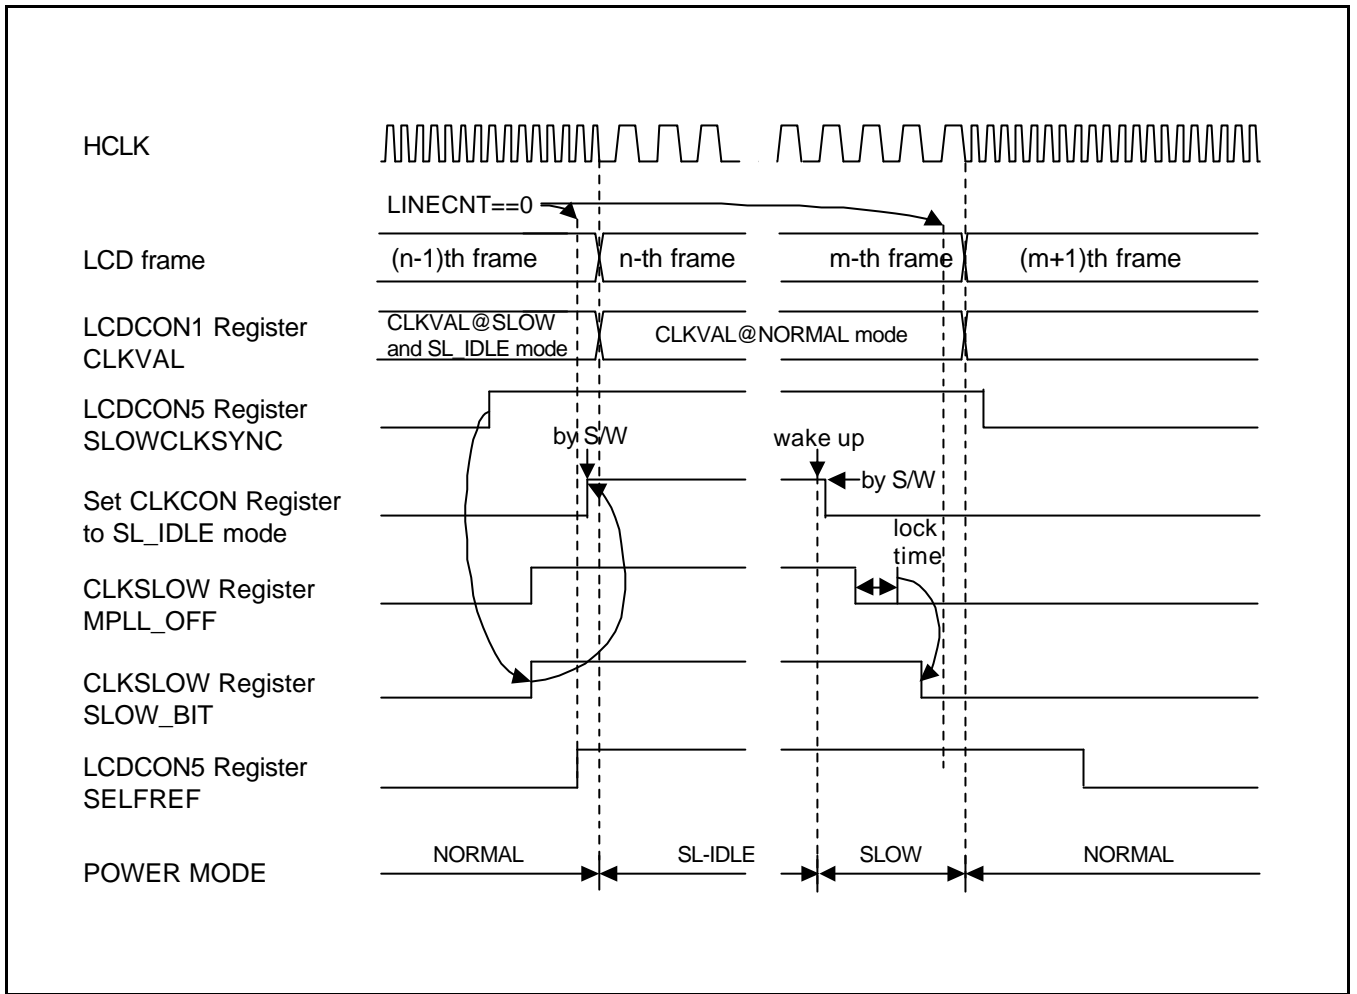 HCLK
LINECNT==0
LCD frame
(n-1)th frame
n-th frame
m-th frame
(m+1)th frame
LCDCON1 Register
CLKVAL
CLKVAL@SLOW
and SL_IDLE mode
CLKVAL@NORMAL mode
LCDCON5 Register
SLOWCLKSYNC
by S/W
wake up
Set CLKCON Register
to SL_IDLE mode
by S/W
lock
time
CLKSLOW Register
MPLL_OFF
CLKSLOW Register
SLOW_BIT
LCDCON5 Register
SELFREF
POWER MODE
NORMAL
SL-IDLE
SLOW
NORMAL